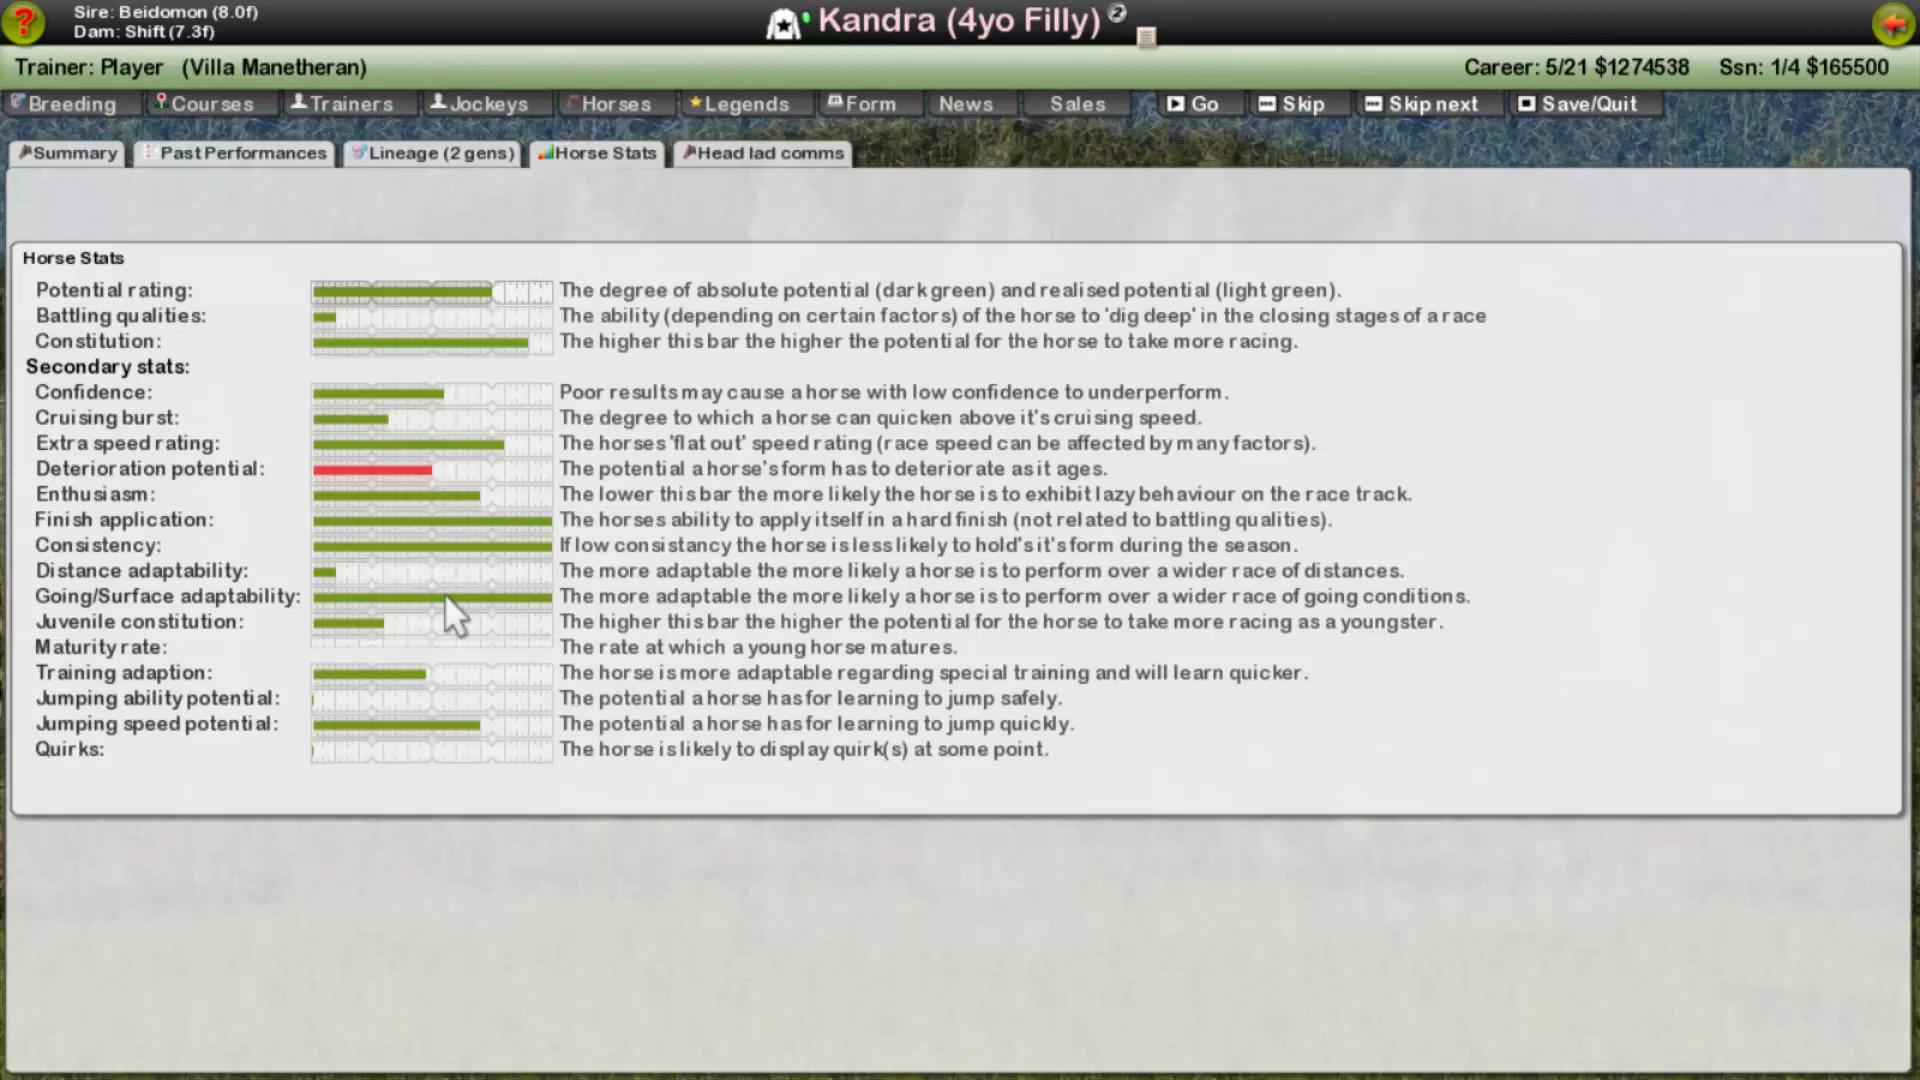 Sire: Beidomon (8.0f)
Dam: Shift (7.3f)
Kandra (4yo Filly)
Trainer: Player (Villa Manetheran)
Career: 5/21 $1274538 Ssn: 1/4 $165500
Breeding Courses Trainers Jockeys Horses Legends Form News Sales Go Skip Skip next Save/Quit
Summary Past Performances Lineage (2 gens) Horse Stats Head lad comms
Horse Stats
Potential rating: The degree of absolute potential (dark green) and realised potential (light green).
Battling qualities: The ability (depending on certain factors) of the horse to 'dig deep' in the closing stages of a race
Constitution: The higher this bar the higher the potential for the horse to take more racing.
Secondary stats:
Confidence: Poor results may cause a horse with low confidence to underperform.
Cruising burst: The degree to which a horse can quicken above it's cruising speed.
Extra speed rating: The horses 'flat out' speed rating (race speed can be affected by many factors).
Deterioration potential: The potential a horse's form has to deteriorate as it ages.
Enthusiasm: The lower this bar the more likely the horse is to exhibit lazy behaviour on the race track.
Finish application: The horses ability to apply itself in a hard finish (not related to battling qualities).
Consistency: If low consistancy the horse is less likely to hold's it's form during the season.
Distance adaptability: The more adaptable the more likely a horse is to perform over a wider race of distances.
Going/Surface adaptability: The more adaptable the more likely a horse is to perform over a wider race of going conditions.
Juvenile constitution: The higher this bar the higher the potential for the horse to take more racing as a youngster.
Maturity rate: The rate at which a young horse matures.
Training adaption: The horse is more adaptable regarding special training and will learn quicker.
Jumping ability potential: The potential a horse has for learning to jump safely.
Jumping speed potential: The potential a horse has for learning to jump quickly.
Quirks: The horse is likely to display quirk(s) at some point.